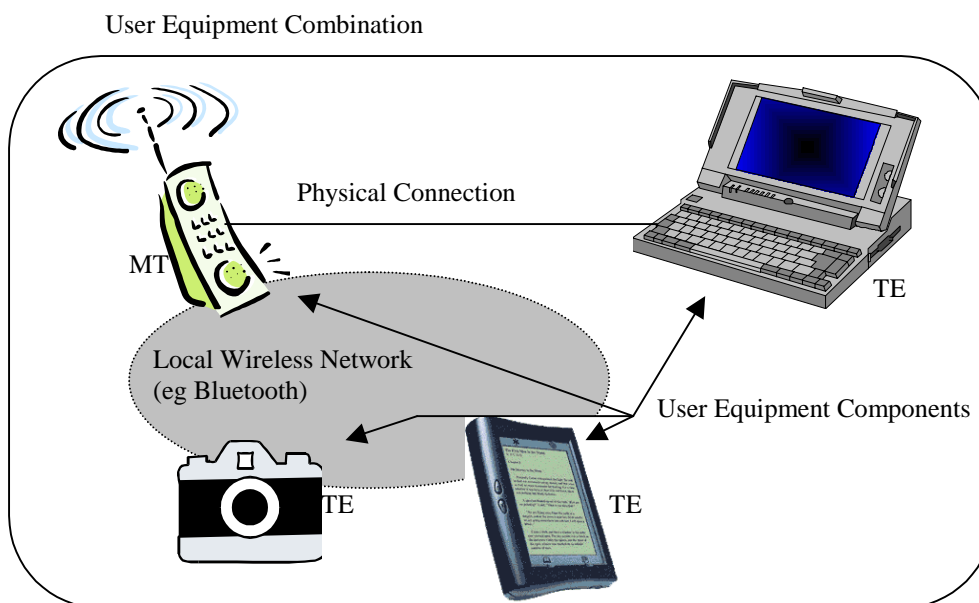 User Equipment Combination
Physical Connection
MT
TE
Local Wireless Network
(eg Bluetooth)
User Equipment Components
TE
TE